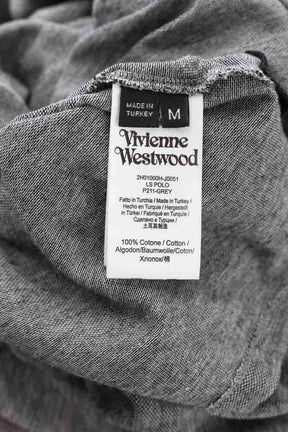 MADE IN
TURKEY
M
Vivienne
Westwood
2H01000H-J0051
LS POLO
P211-GREY
Fatto in Turchia / Made in Turkey /
Hecho en Turquía / Hergestellt
in Türkei / Fabriqué en Turquie /
Сделано в Турции /
土耳其制造
100% Cotone / Cotton /
Algodon/Baumwolle/Coton/
Хлопок/棉